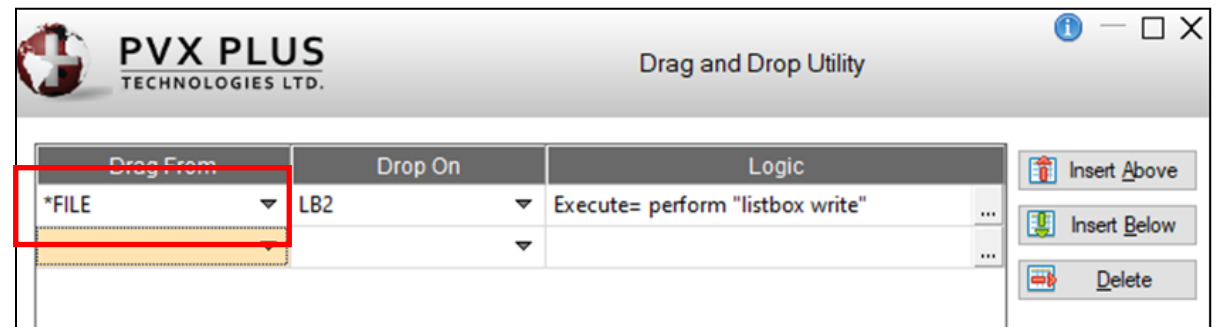 PVX PLUS
TECHNOLOGIES LTD.
Drag and Drop Utility
Drag From Drop On Logic
*FILE LB2 Execute= perform "listbox write" ...
...
Insert Above
Insert Below
Delete